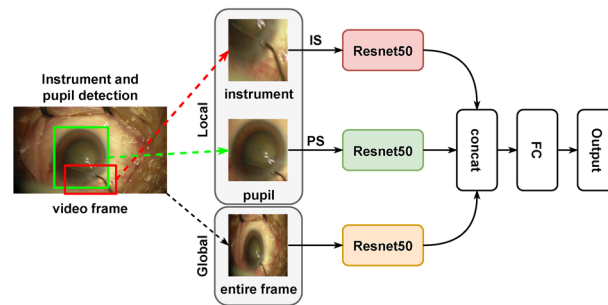 Instrument and
pupil detection
video frame
Local
Global
instrument
pupil
entire frame
IS
PS
Resnet50
Resnet50
Resnet50
concat
FC
Output